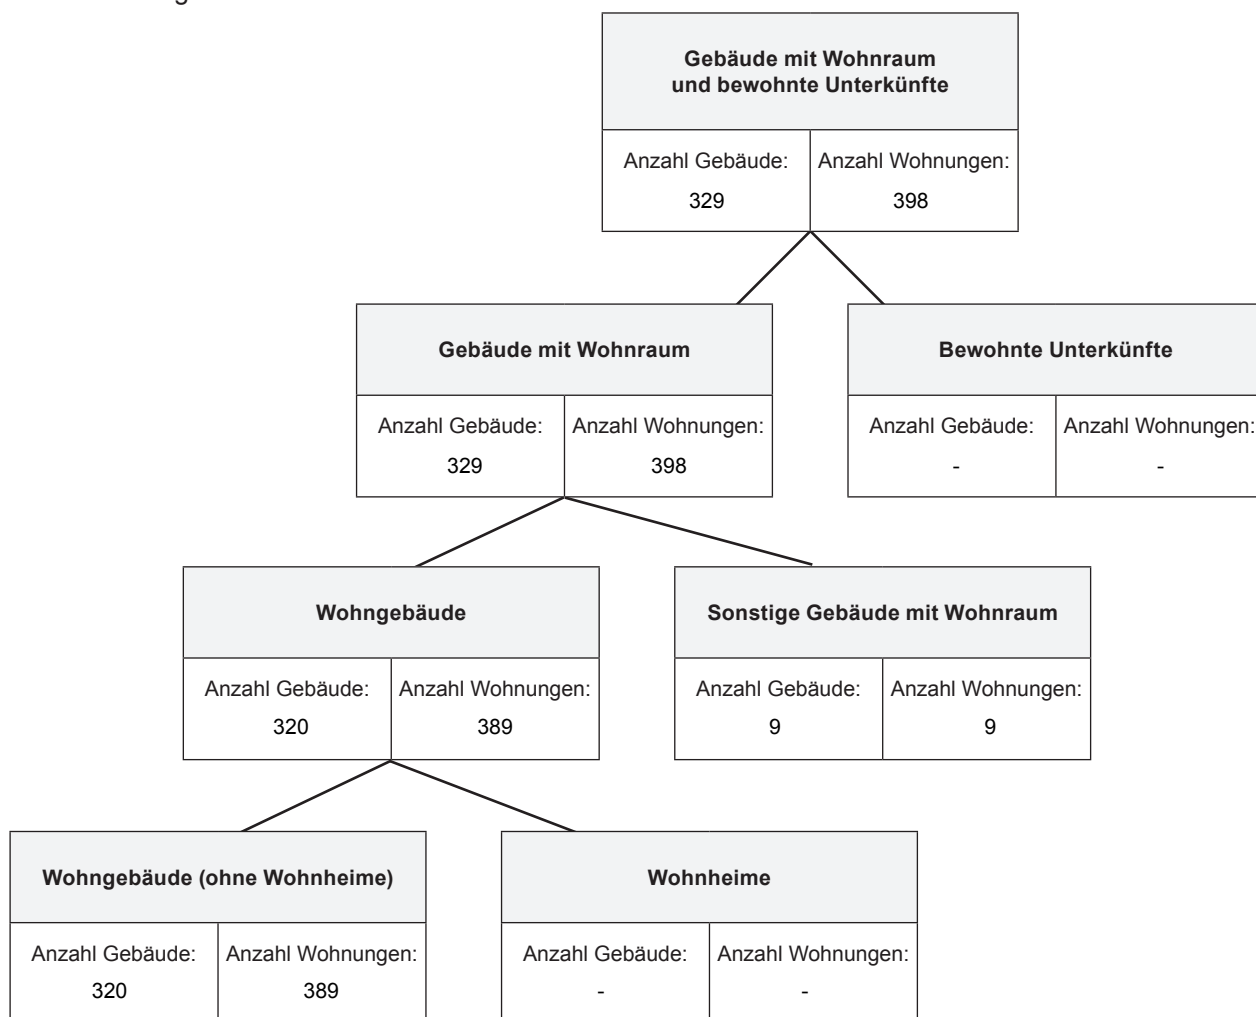 Gebäude mit Wohnraum
und bewohnte Unterkünfte
Anzahl Gebäude: Anzahl Wohnungen:
329 398
Gebäude mit Wohnraum Bewohnte Unterkünfte
Anzahl Gebäude: Anzahl Wohnungen: Anzahl Gebäude: Anzahl Wohnungen:
329 398 - -
Wohngebäude Sonstige Gebäude mit Wohnraum
Anzahl Gebäude: Anzahl Wohnungen: Anzahl Gebäude: Anzahl Wohnungen:
320 389 9 9
Wohngebäude (ohne Wohnheime) Wohnheime
Anzahl Gebäude: Anzahl Wohnungen: Anzahl Gebäude: Anzahl Wohnungen:
320 389 - -